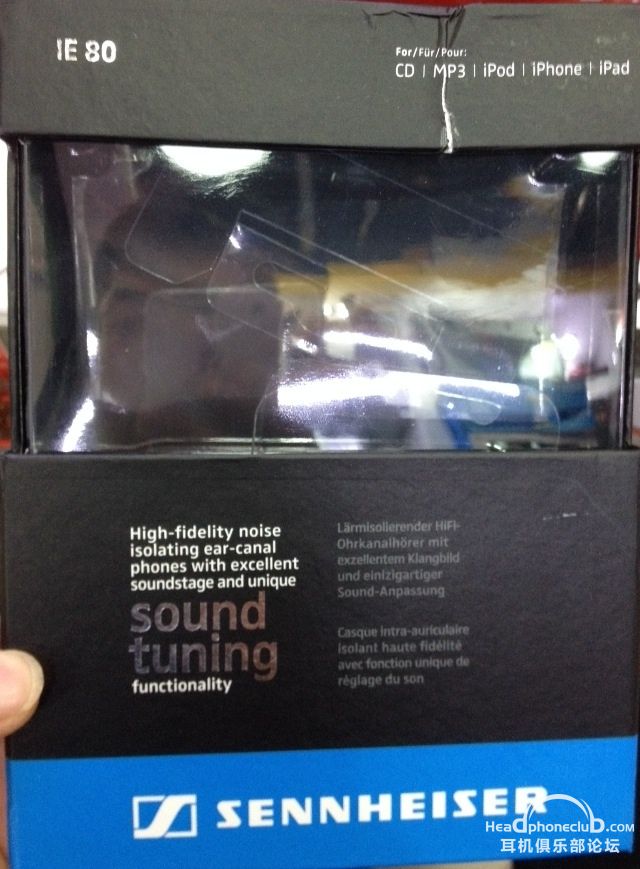 IE 80
For/Für/Pour:
CD | MP3 | iPod | iPhone | iPad
High-fidelity noise
isolating ear-canal
phones with excellent
soundstage and unique
sound
tuning
functionality
Lärmisolierender HiFi-
Ohrkanalhörer mit
exzellentem Klangbild
und einizigartiger
Sound-Anpassung
Casque intra-auriculaire
isolant haute fidélité
avec fonction unique de
réglage du son
SENNHEISER
Headphoneclub.com
耳机俱乐部论坛